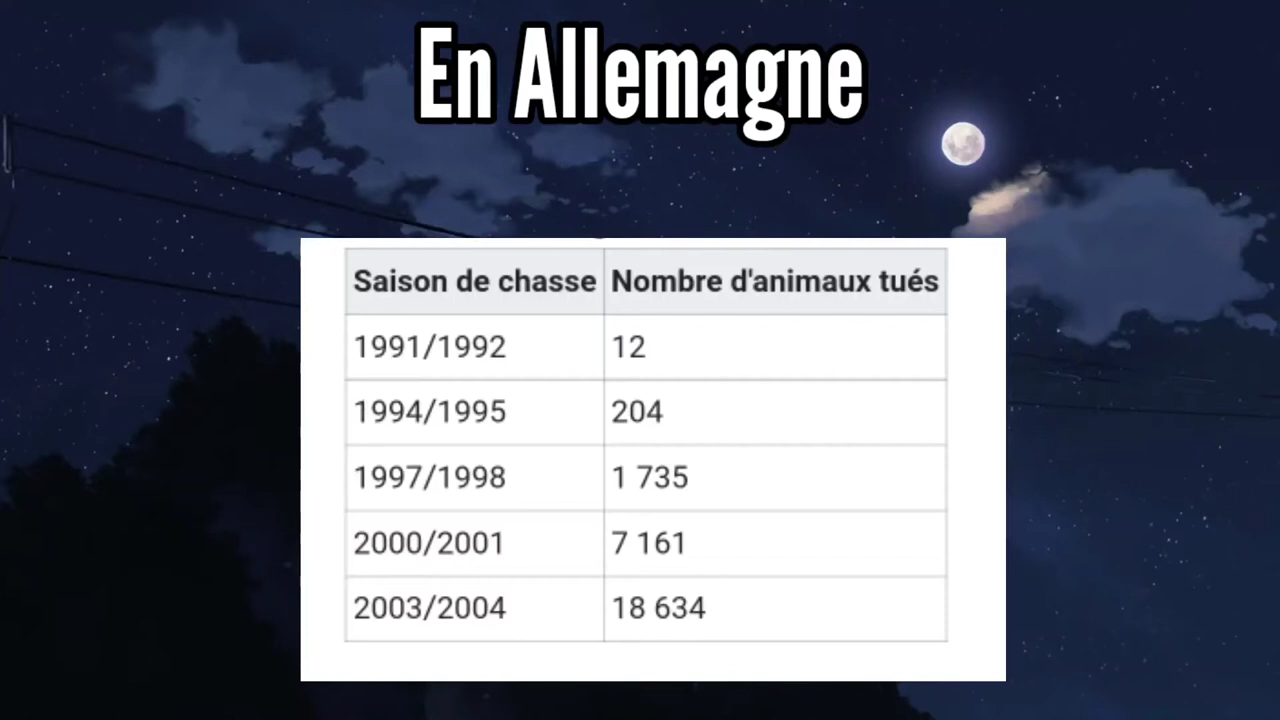 En Allemagne
Saison de chasse Nombre d'animaux tués
1991/1992 12
1994/1995 204
1997/1998 1 735
2000/2001 7 161
2003/2004 18 634